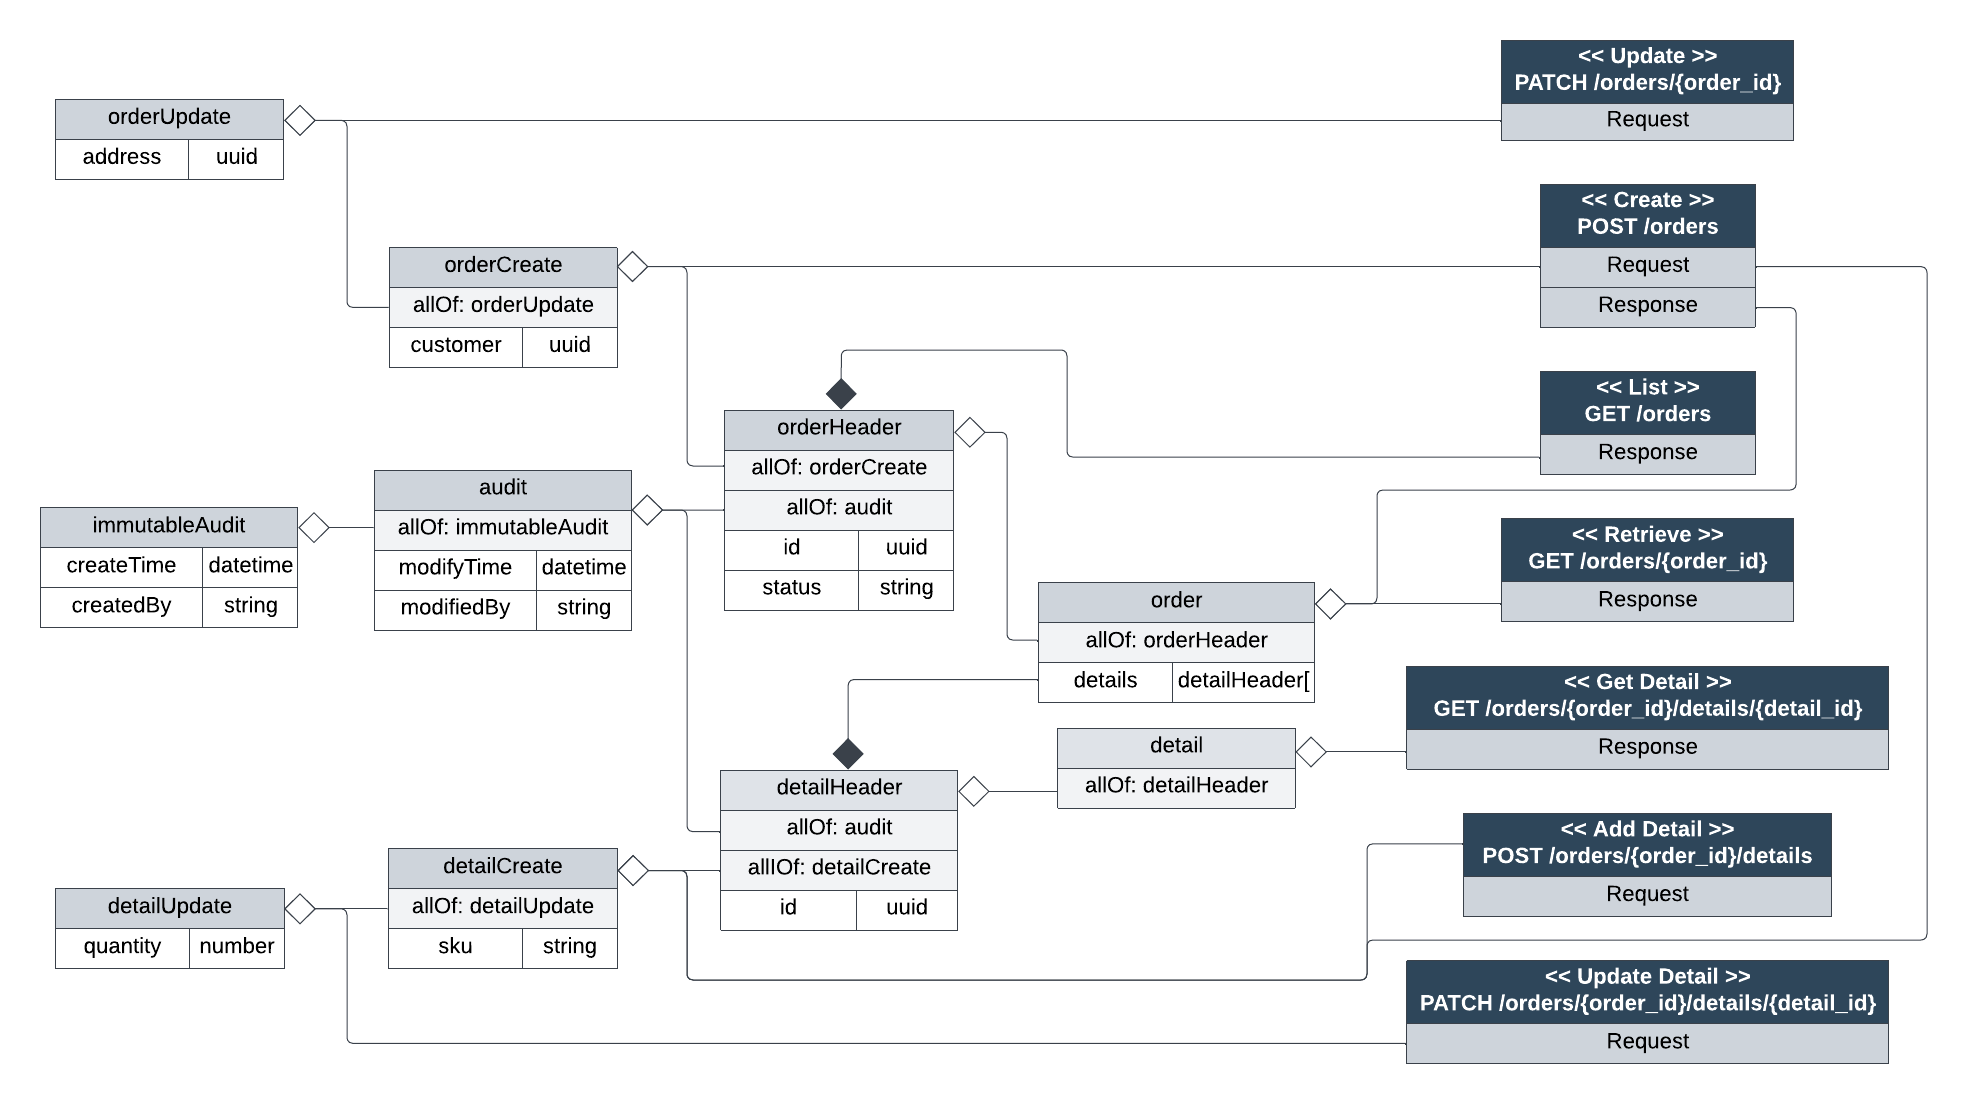 << Update >>
PATCH /orders/{order_id}
Request
orderUpdate
address uuid
<< Create >>
POST /orders
Request
Response
orderCreate
allOf: orderUpdate
customer uuid
<< List >>
GET /orders
Response
orderHeader
allOf: orderCreate
allOf: audit
id uuid
status string
audit
allOf: immutableAudit
modifyTime datetime
modifiedBy string
immutableAudit
createTime datetime
createdBy string
<< Retrieve >>
GET /orders/{order_id}
Response
order
allOf: orderHeader
details detailHeader[
<< Get Detail >>
GET /orders/{order_id}/details/{detail_id}
Response
detail
allOf: detailHeader
detailHeader
allOf: audit
allIOf: detailCreate
id uuid
<< Add Detail >>
POST /orders/{order_id}/details
Request
detailCreate
allOf: detailUpdate
sku string
detailUpdate
quantity number
<< Update Detail >>
PATCH /orders/{order_id}/details/{detail_id}
Request